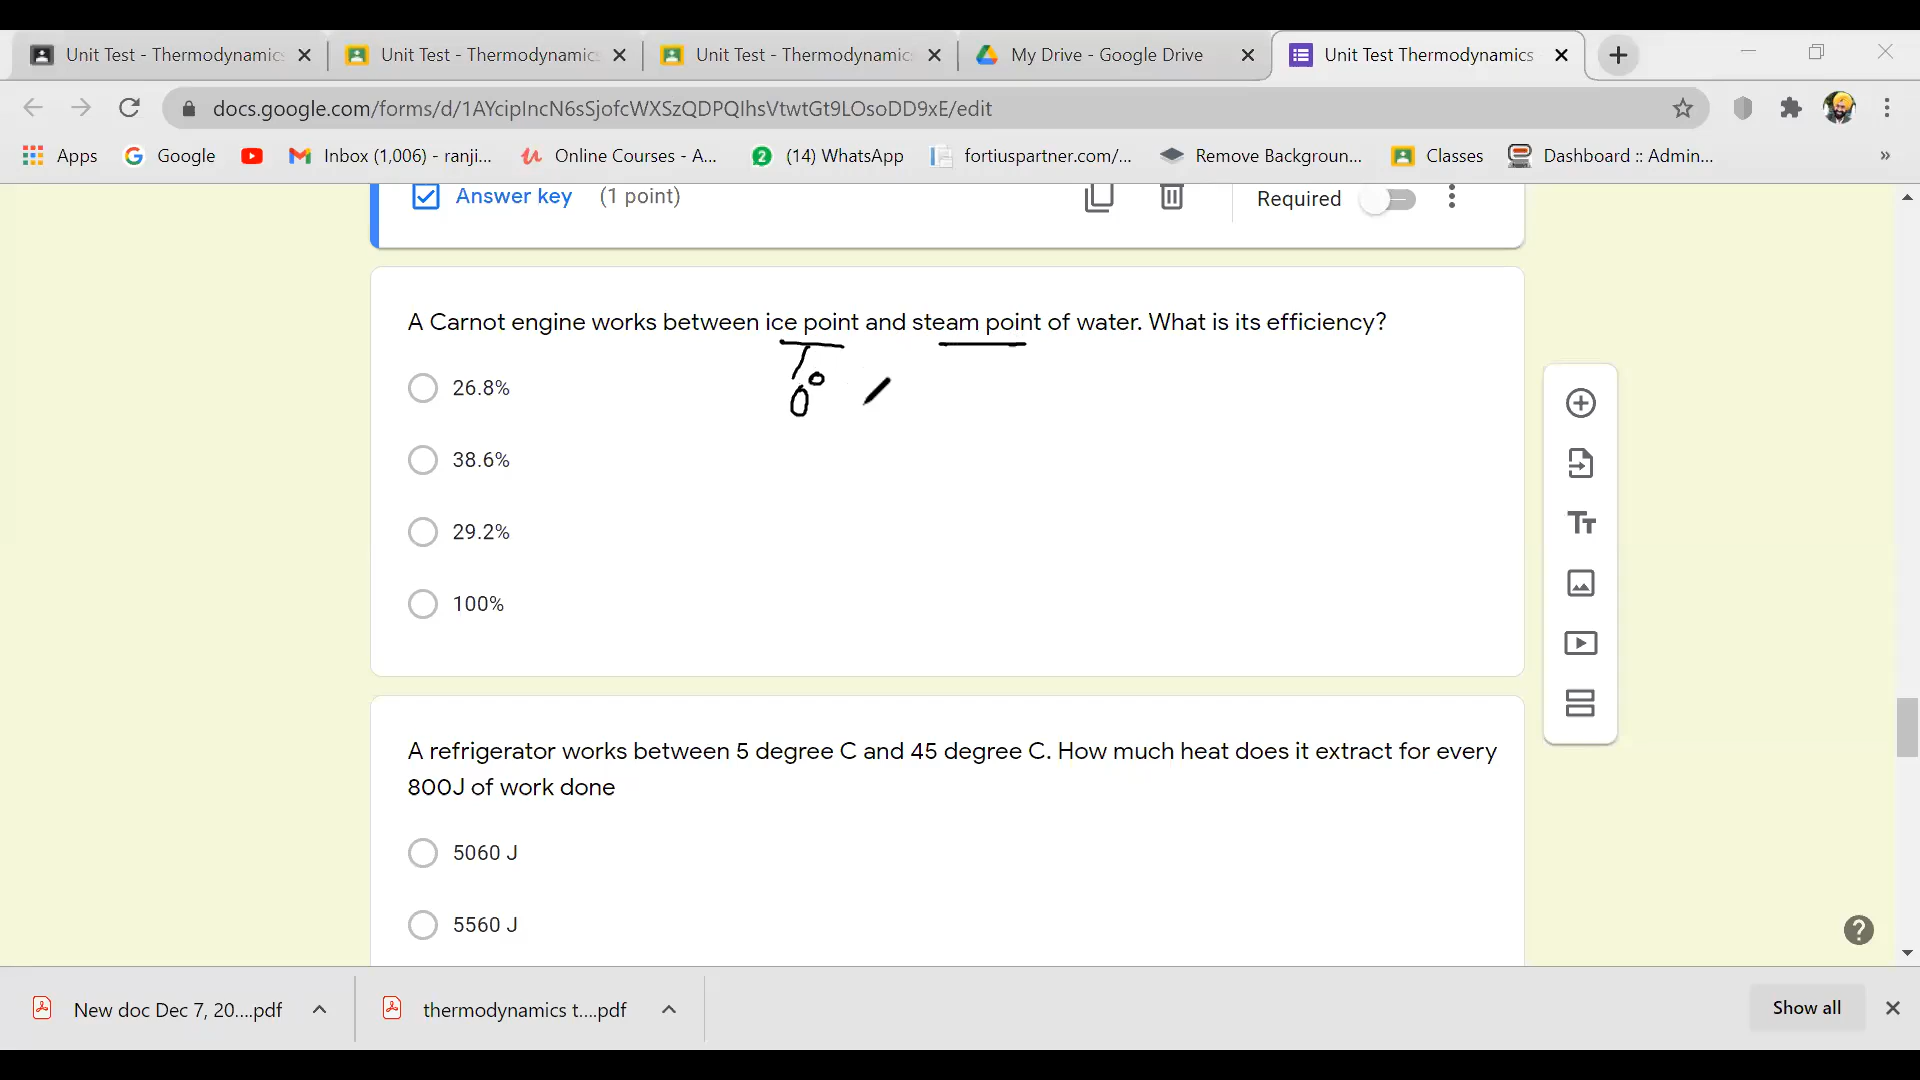 Unit Test - Thermodynamics
Unit Test - Thermodynamics
Unit Test - Thermodynamic
My Drive - Google Drive
Unit Test Thermodynamics
docs.google.com/forms/d/1AYcipIncN6sSjofcWXSzQDPQIhsVtwtGt9LOsoDD9xE/edit
Apps
Google
Inbox (1,006) - ranji...
Online Courses - A...
2
(14) WhatsApp
fortiuspartner.com/...
Remove Backgroun...
Classes
Dashboard :: Admin...
»
Answer key
(1 point)
Required
A Carnot engine works between ice point and steam point of water. What is its efficiency?
0°
26.8%
38.6%
29.2%
100%
A refrigerator works between 5 degree C and 45 degree C. How much heat does it extract for every
800J of work done
5060 J
5560 J
New doc Dec 7, 20....pdf
thermodynamics t....pdf
Show all